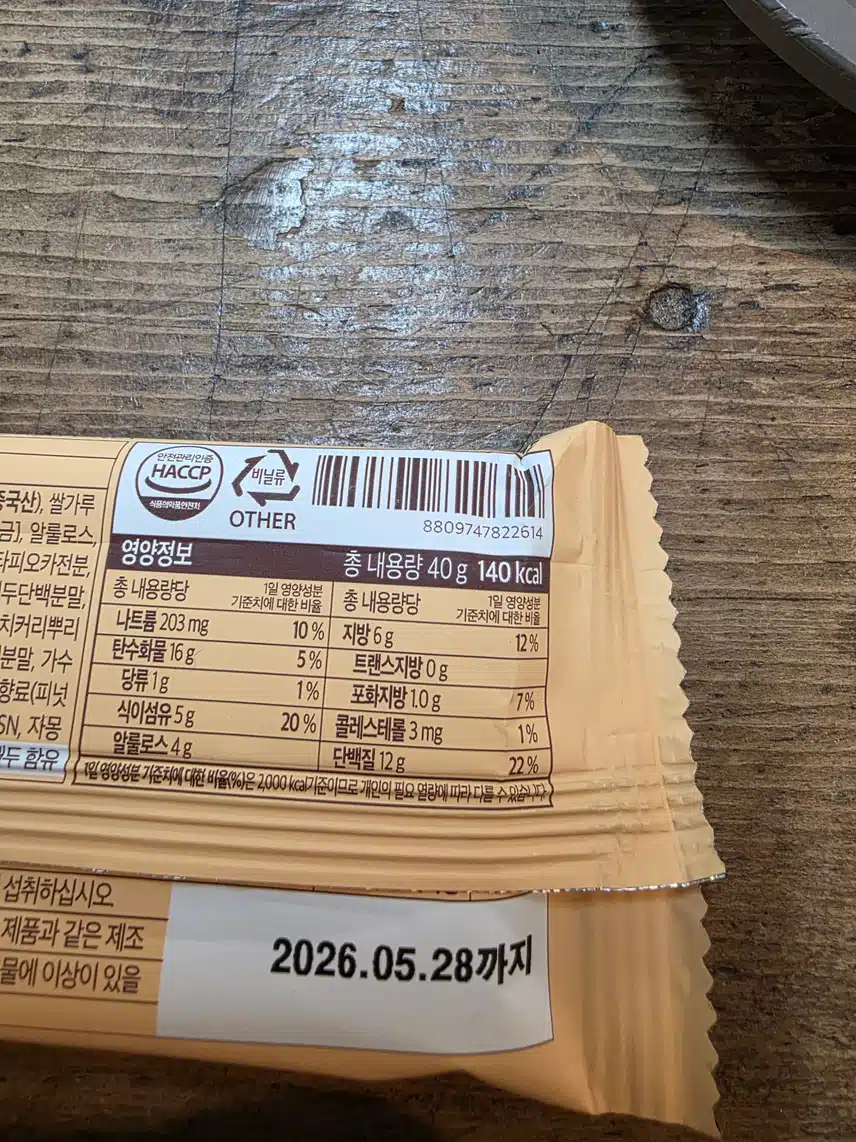 중국산), 쌀가루
금], 알룰로스,
타피오카전분,
두단백분말,
치커리뿌리
분말, 가수
향료(피넛
SN, 자몽
두 함유
안전관리인증
HACCP
식품의약품안전처
비닐류
OTHER
8809747822614
영양정보
총 내용량 40 g 140 kcal
총 내용량당 1일 영양성분 기준치에 대한 비율
나트륨 203 mg 10 %
탄수화물 16 g 5 %
당류 1 g 1 %
식이섬유 5 g 20 %
알룰로스 4 g
총 내용량당 1일 영양성분 기준치에 대한 비율
지방 6 g 12 %
트랜스지방 0 g
포화지방 1.0 g 7 %
콜레스테롤 3 mg 1 %
단백질 12 g 22 %
1일 영양성분 기준치에 대한 비율(%)은 2,000 kcal기준이므로 개인의 필요 열량에 따라 다를 수 있습니다.
섭취하십시오
제품과 같은 제조
물에 이상이 있을
2026.05.28까지